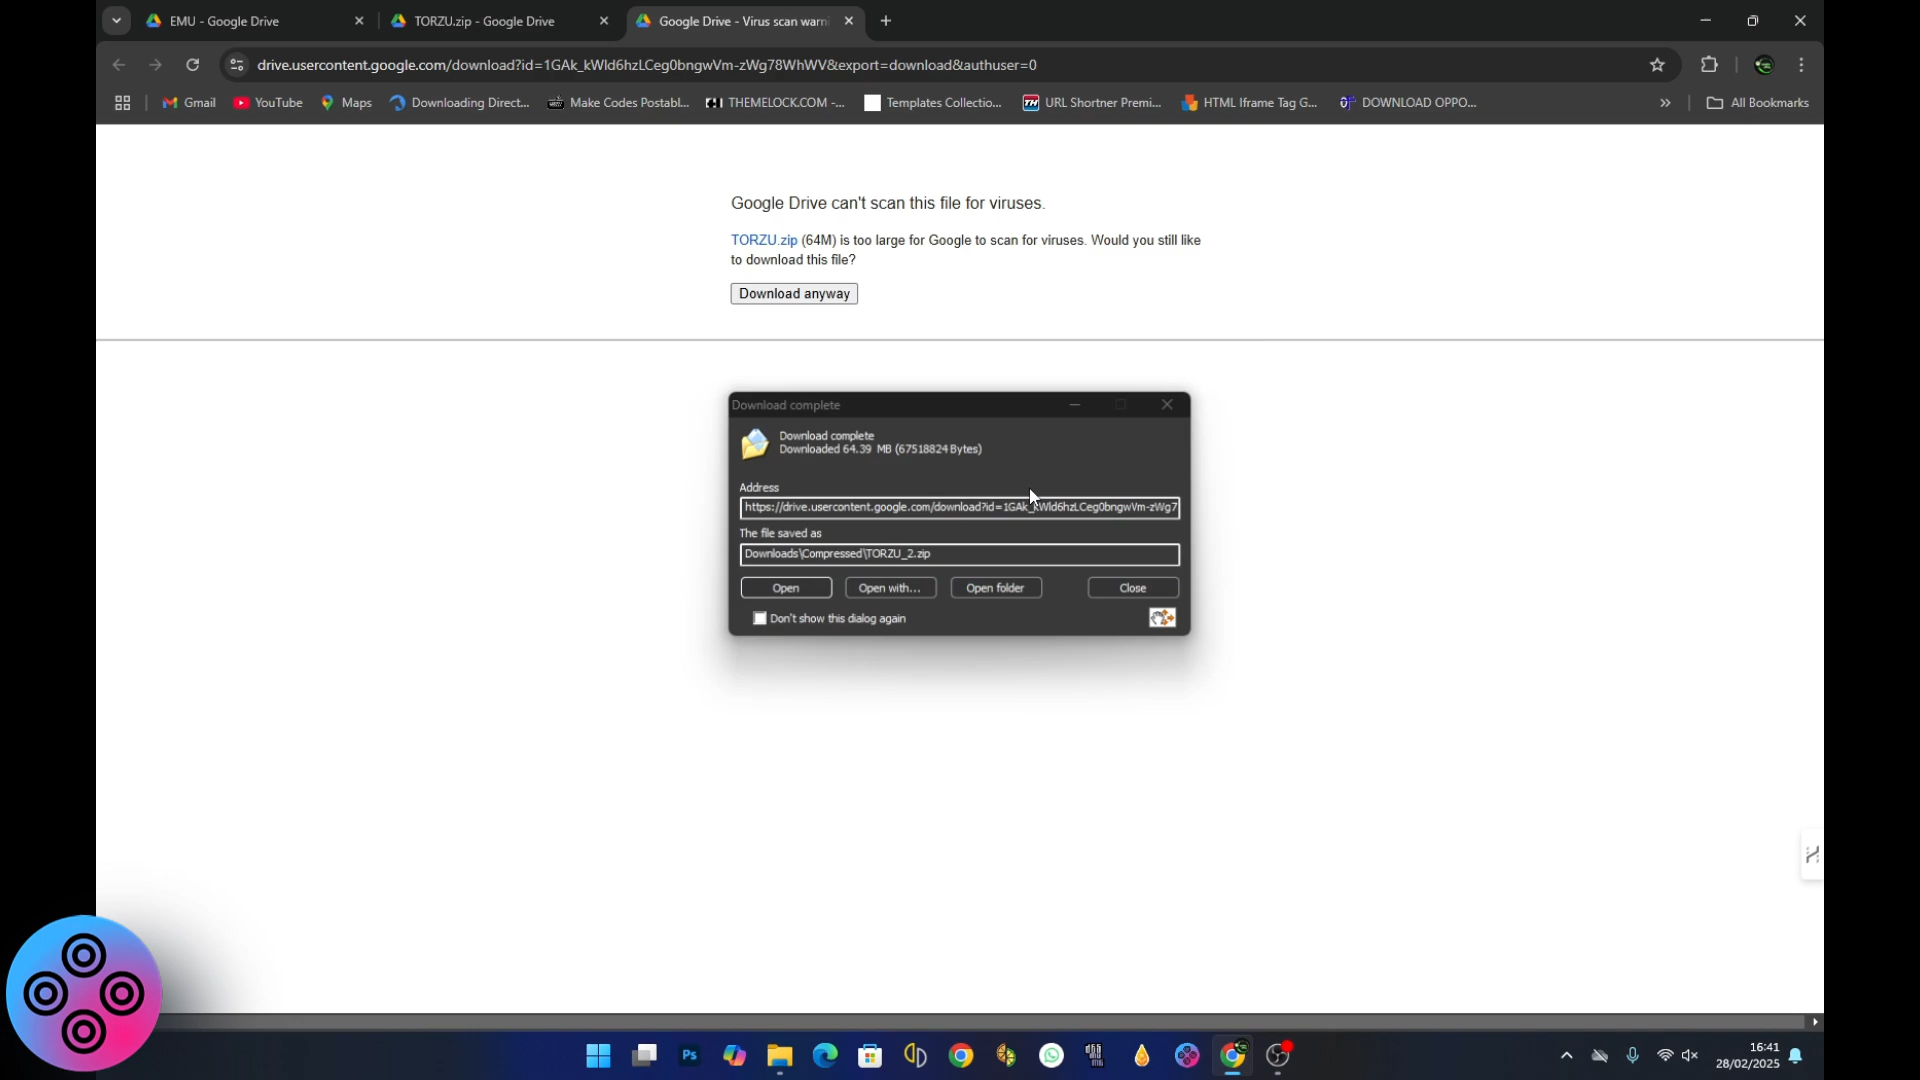 EMU - Google Drive
TORZU.zip - Google Drive
Google Drive - Virus scan warni
drive.usercontent.google.com/download?id=1GAk_kWld6hzLCeg0bngwVm-zWg78WhWV&export=download&authuser=0
Gmail
YouTube
Maps
Downloading Direct...
Make Codes Postabl...
THEMELOCK.COM -...
Templates Collectio...
URL Shortner Premi...
HTML Iframe Tag G...
DOWNLOAD OPPO...
All Bookmarks
Google Drive can't scan this file for viruses.
TORZU.zip (64M) is too large for Google to scan for viruses. Would you still like
to download this file?
Download anyway
Download complete
Download complete
Downloaded 64.39 MB (67518824 Bytes)
Address
https://drive.usercontent.google.com/download?id=1GAk_kWld6hzLCeg0bngwVm-zWg7
The file saved as
Downloads\Compressed\TORZU_2.zip
Open
Open with...
Open folder
Close
Don't show this dialog again
Ps
16:41
28/02/2025